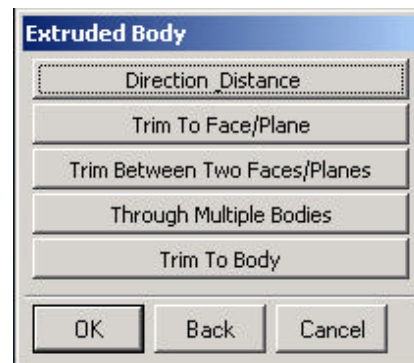 Extruded Body
Direction_Distance
Trim To Face/Plane
Trim Between Two Faces/Planes
Through Multiple Bodies
Trim To Body
OK Back Cancel